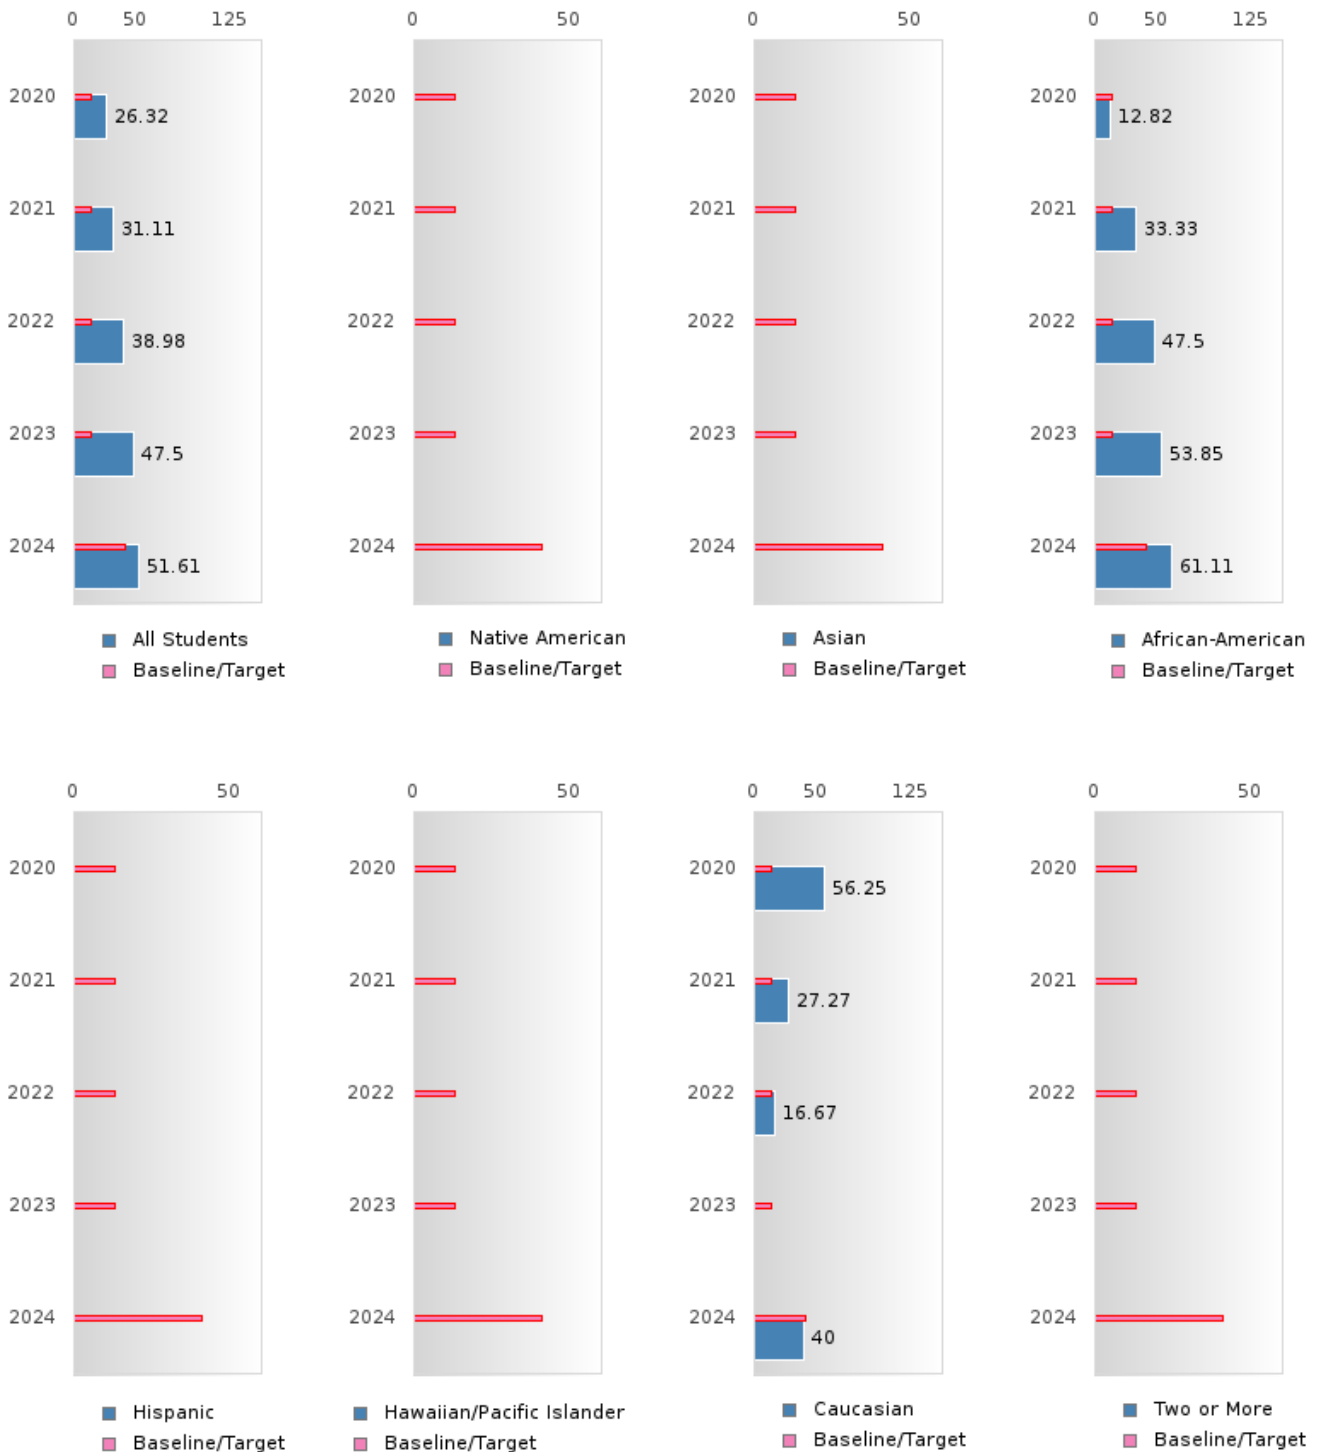 0 50 125
2020 26.32
2021 31.11
2022 38.98
2023 47.5
2024 51.61
All Students
Baseline/Target
0 50
2020
2021
2022
2023
2024
Native American
Baseline/Target
0 50
2020
2021
2022
2023
2024
Asian
Baseline/Target
0 50 125
2020 12.82
2021 33.33
2022 47.5
2023 53.85
2024 61.11
African-American
Baseline/Target
0 50
2020
2021
2022
2023
2024
Hispanic
Baseline/Target
0 50
2020
2021
2022
2023
2024
Hawaiian/Pacific Islander
Baseline/Target
0 50 125
2020 56.25
2021 27.27
2022 16.67
2023
2024 40
Caucasian
Baseline/Target
0 50
2020
2021
2022
2023
2024
Two or More
Baseline/Target